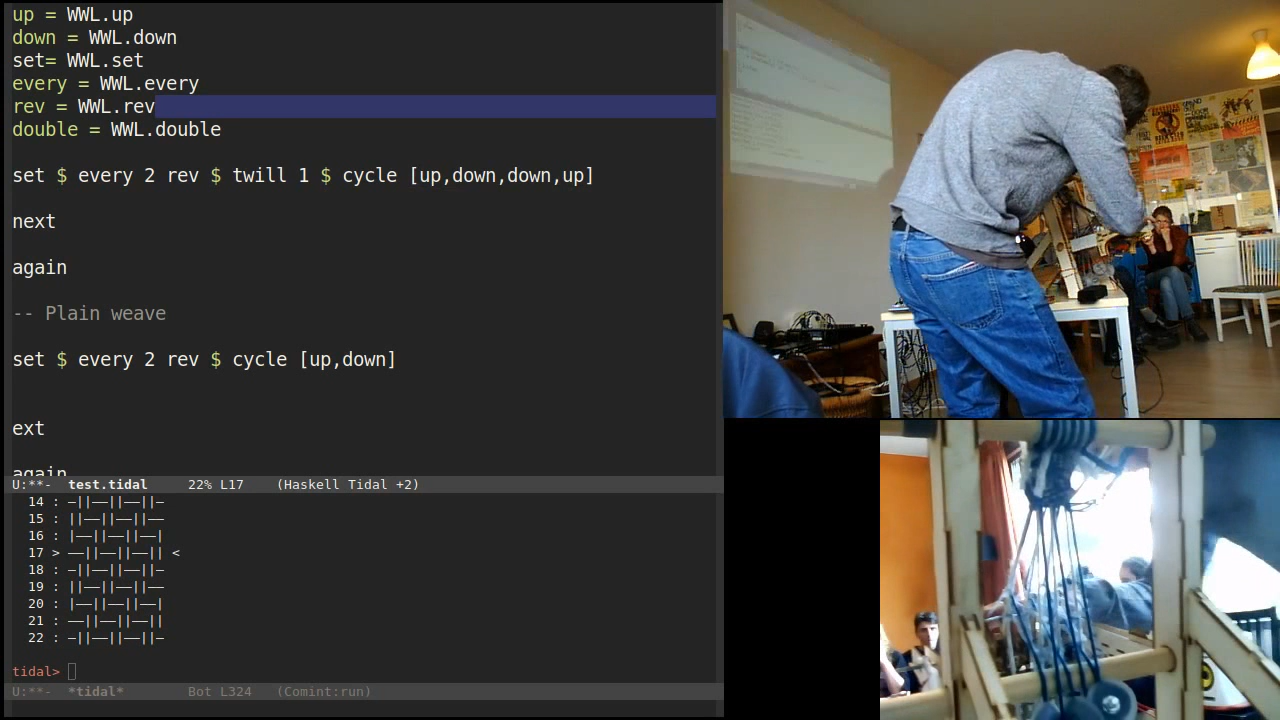 up = WWL.up
down = WWL.down
set= WWL.set
every = WWL.every
rev = WWL.rev
double = WWL.double
set $ every 2 rev $ twill 1 $ cycle [up,down,down,up]
next
again
-- Plain weave
set $ every 2 rev $ cycle [up,down]
ext
again
U:**-  test.tidal     22% L17    (Haskell Tidal +2)
14 : —||——||——||—
15 : ||——||——||——
16 : |——||——||——|
17 > ——||——||——|| <
18 : —||——||——||—
19 : ||——||——||——
20 : |——||——||——|
21 : ——||——||——||
22 : —||——||——||—
tidal>
U:**-  *tidal*        Bot L324   (Comint:run)